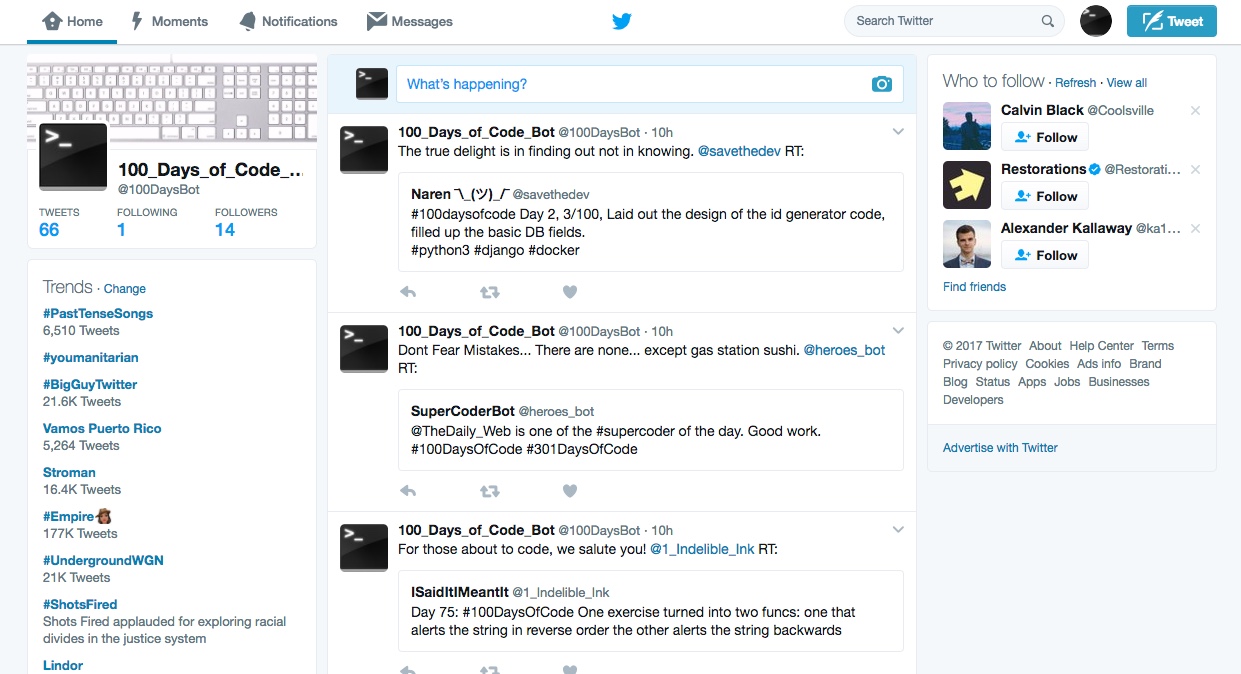 Home Moments Notifications Messages Search Twitter Tweet
100_Days_of_Code_...
@100DaysBot
TWEETS FOLLOWING FOLLOWERS
66 1 14
Trends · Change
#PastTenseSongs
6,510 Tweets
#youmanitarian
#BigGuyTwitter
21.6K Tweets
Vamos Puerto Rico
5,264 Tweets
Stroman
16.4K Tweets
#Empire
177K Tweets
#UndergroundWGN
21K Tweets
#ShotsFired
Shots Fired applauded for exploring racial
divides in the justice system
Lindor
What's happening?
100_Days_of_Code_Bot @100DaysBot · 10h
The true delight is in finding out not in knowing. @savethedev RT:
Naren ¯\_(ツ)_/¯ @savethedev
#100daysofcode Day 2, 3/100, Laid out the design of the id generator code,
filled up the basic DB fields.
#python3 #django #docker
100_Days_of_Code_Bot @100DaysBot · 10h
Dont Fear Mistakes... There are none... except gas station sushi. @heroes_bot
RT:
SuperCoderBot @heroes_bot
@TheDaily_Web is one of the #supercoder of the day. Good work.
#100DaysOfCode #301DaysOfCode
100_Days_of_Code_Bot @100DaysBot · 10h
For those about to code, we salute you! @1_Indelible_Ink RT:
ISaidItIMeantIt @1_Indelible_Ink
Day 75: #100DaysOfCode One exercise turned into two funcs: one that
alerts the string in reverse order the other alerts the string backwards
Who to follow · Refresh · View all
Calvin Black @Coolsville
Follow
Restorations @Restorati...
Follow
Alexander Kallaway @ka1...
Follow
Find friends
© 2017 Twitter About Help Center Terms
Privacy policy Cookies Ads info Brand
Blog Status Apps Jobs Businesses
Developers
Advertise with Twitter